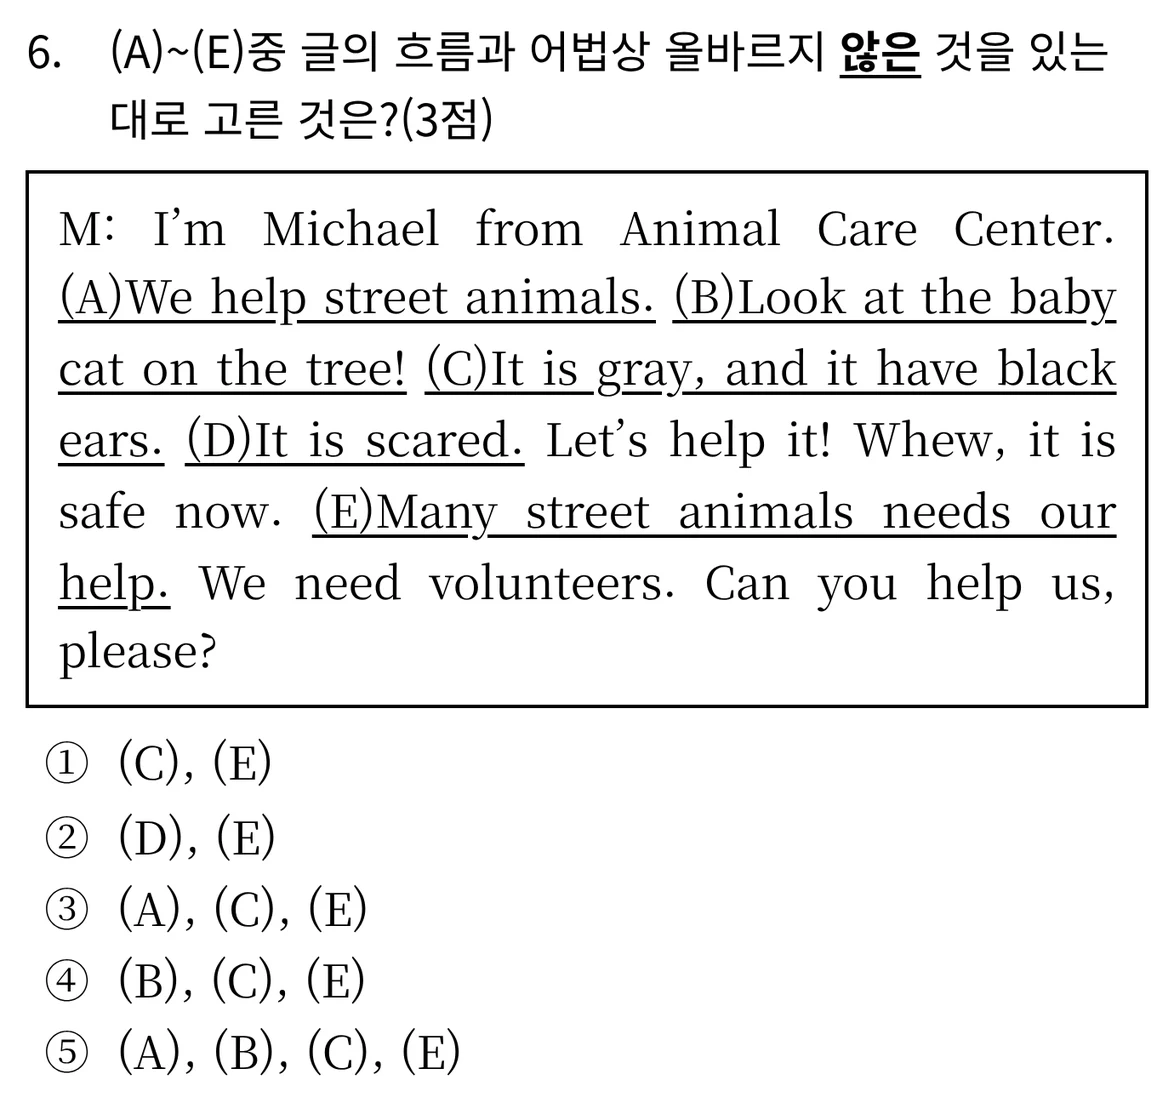 6. (A)~(E)중 글의 흐름과 어법상 올바르지 않은 것을 있는
대로 고른 것은?(3점)
M: I’m Michael from Animal Care Center.
(A)We help street animals. (B)Look at the baby
cat on the tree! (C)It is gray, and it have black
ears. (D)It is scared. Let’s help it! Whew, it is
safe now. (E)Many street animals needs our
help. We need volunteers. Can you help us,
please?
① (C), (E)
② (D), (E)
③ (A), (C), (E)
④ (B), (C), (E)
⑤ (A), (B), (C), (E)